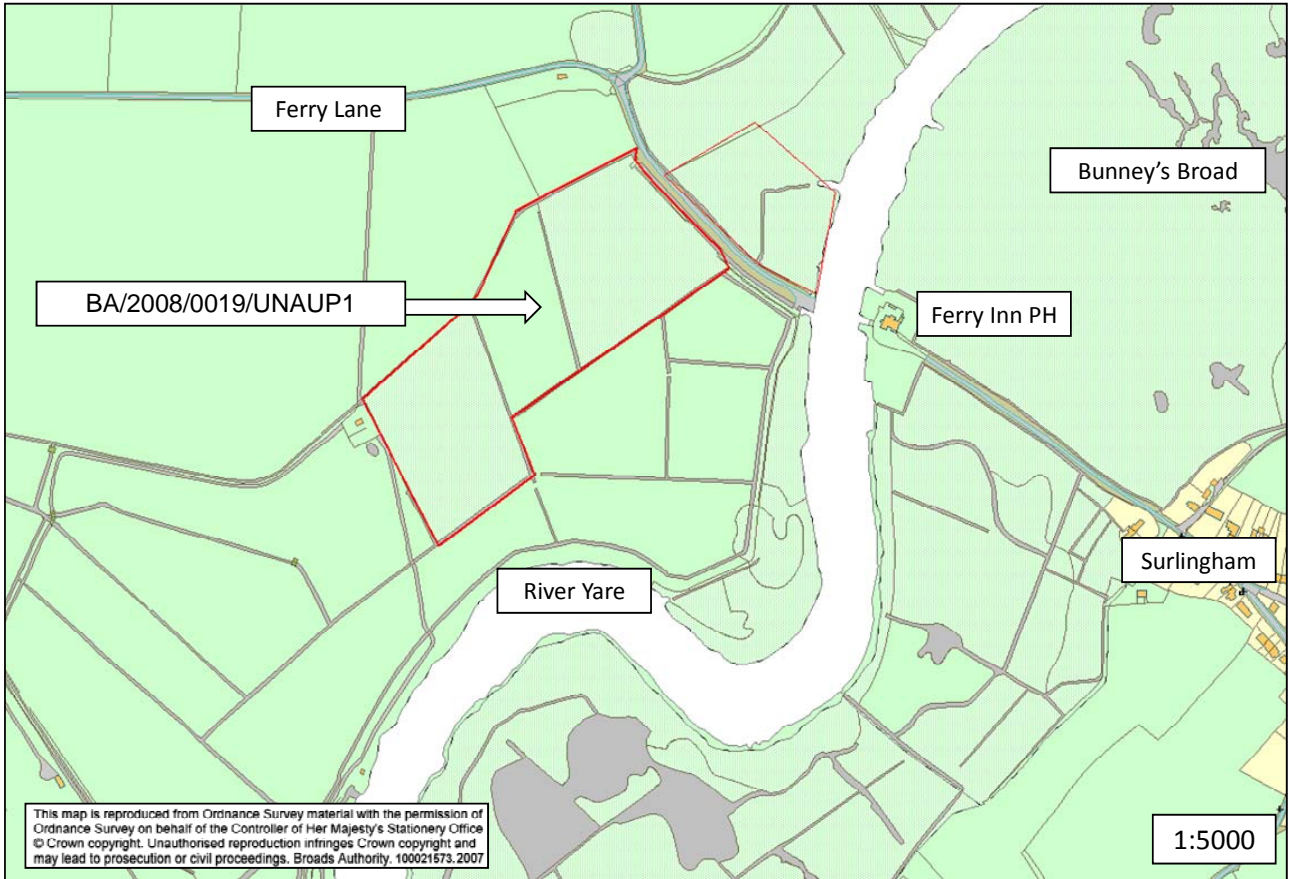 Ferry Lane
Bunney's Broad
BA/2008/0019/UNAUP1
Ferry Inn PH
Surlingham
River Yare
This map is reproduced from Ordnance Survey material with the permission of
Ordnance Survey on behalf of the Controller of Her Majesty's Stationery Office
© Crown copyright. Unauthorised reproduction infringes Crown copyright and
may lead to prosecution or civil proceedings. Broads Authority. 100021573.2007
1:5000